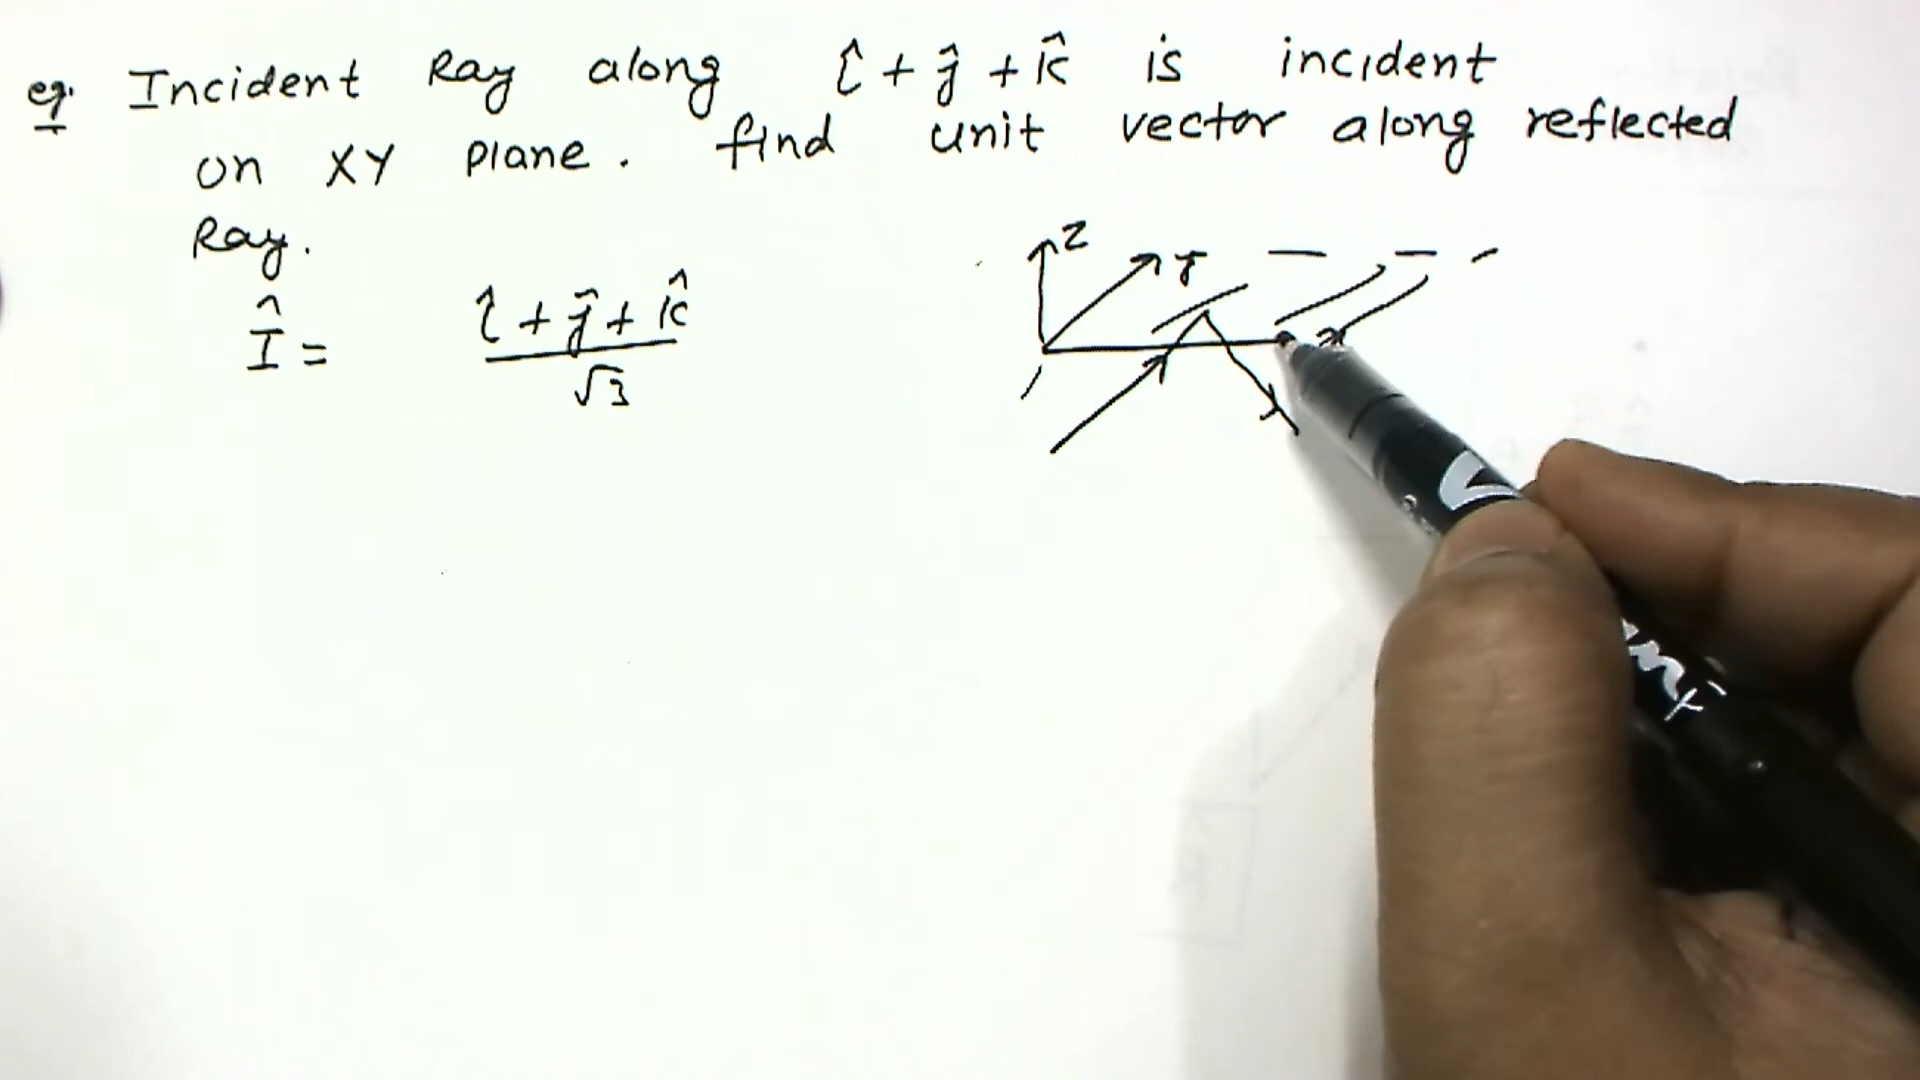 eg. Incident Ray along î + ĵ + k̂ is incident
on XY plane. find unit vector along reflected
Ray.
Î = î + ĵ + k̂
√3
Z
Y
x